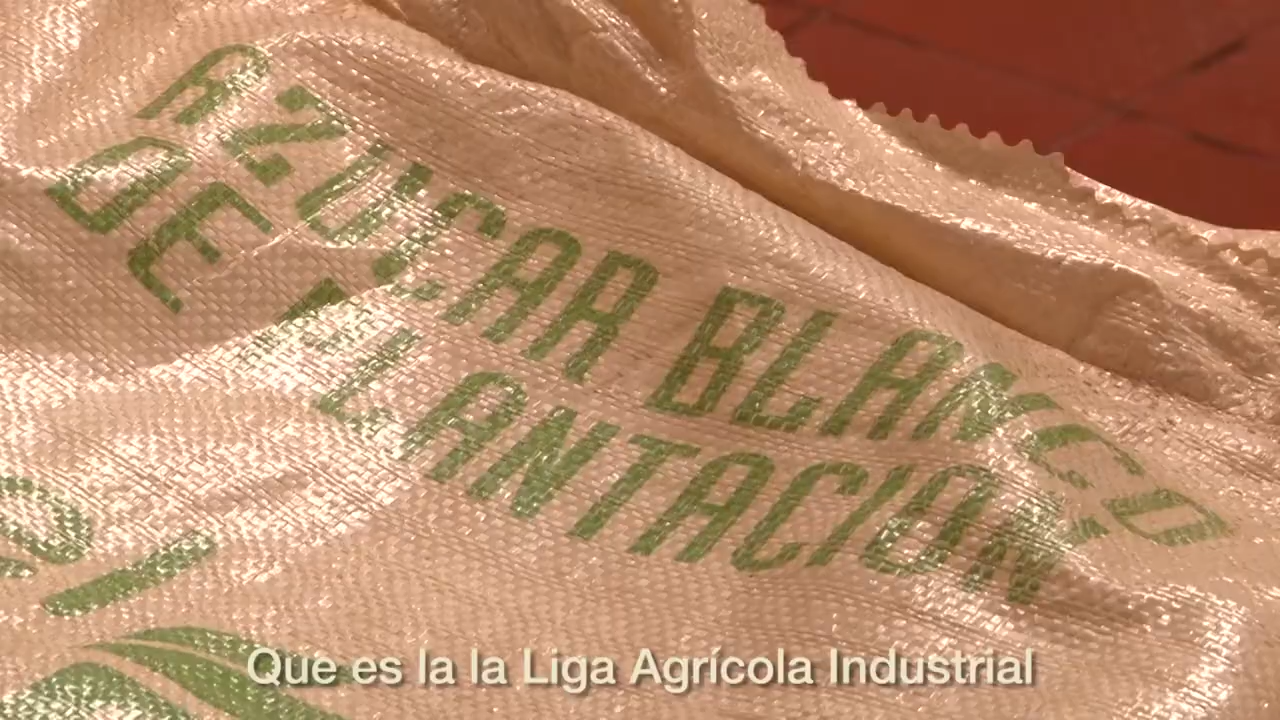 AZUCAR BLANCO
DE PLANTACION
Que es la la Liga Agrícola Industrial